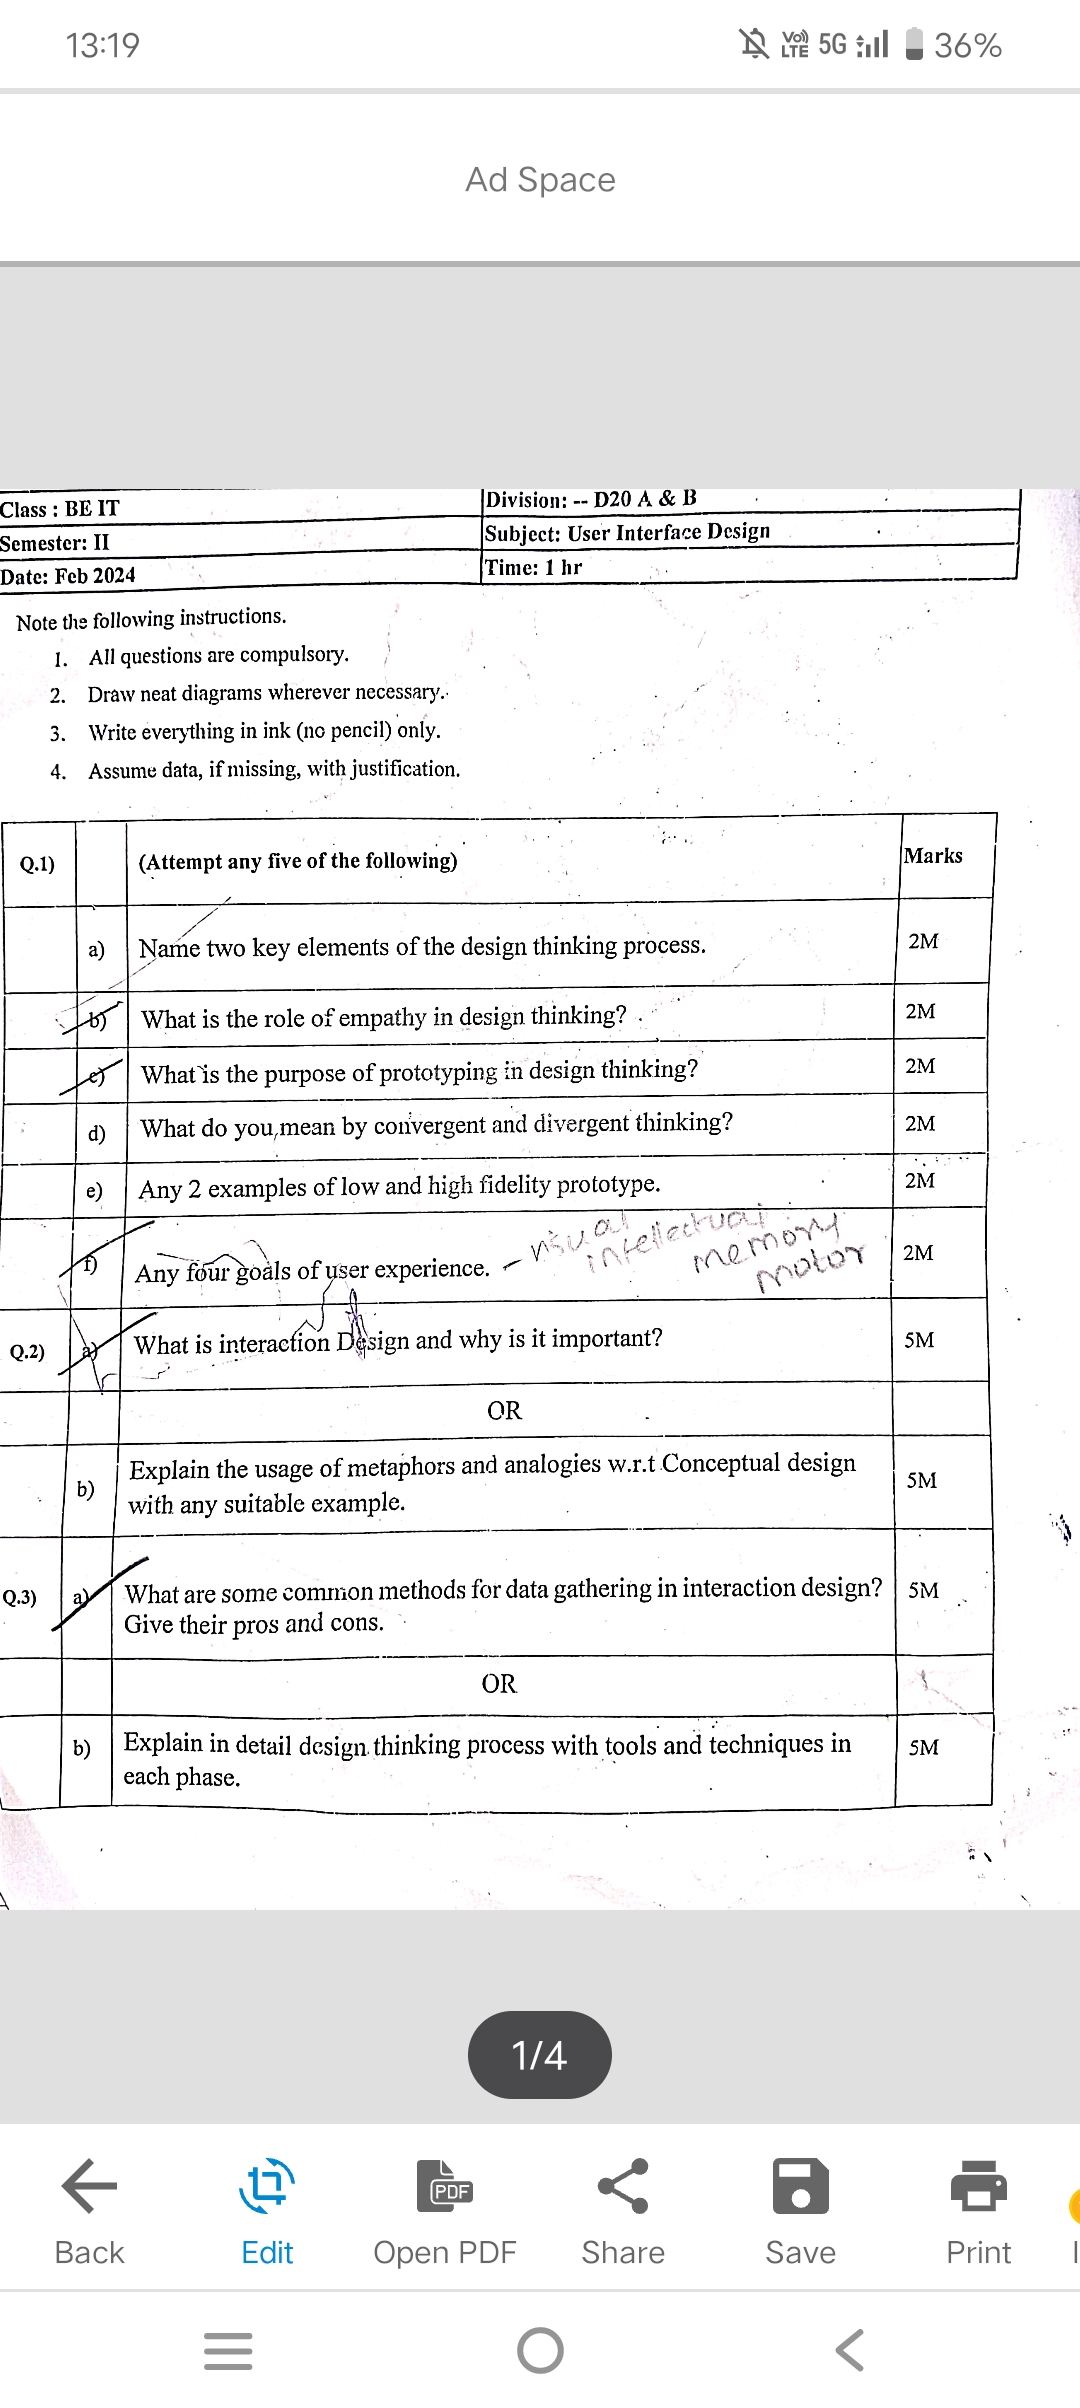 13:19
Vo) LTE 5G 36%
Ad Space
Class : BE IT
Division: -- D20 A & B
Semester: II
Subject: User Interface Design
Date: Feb 2024
Time: 1 hr
Note the following instructions.
1. All questions are compulsory.
2. Draw neat diagrams wherever necessary.
3. Write everything in ink (no pencil) only.
4. Assume data, if missing, with justification.
Q.1) (Attempt any five of the following) Marks
a) Name two key elements of the design thinking process. 2M
b) What is the role of empathy in design thinking? 2M
c) What is the purpose of prototyping in design thinking? 2M
d) What do you mean by convergent and divergent thinking? 2M
e) Any 2 examples of low and high fidelity prototype. 2M
f) Any four goals of user experience. 2M
- visual
intellectual
memory
motor
Q.2) a) What is interaction Design and why is it important? 5M
OR
b) Explain the usage of metaphors and analogies w.r.t Conceptual design 5M
with any suitable example.
Q.3) a) What are some common methods for data gathering in interaction design? 5M
Give their pros and cons.
OR
b) Explain in detail design thinking process with tools and techniques in 5M
each phase.
1/4
PDF
Back
Edit
Open PDF
Share
Save
Print